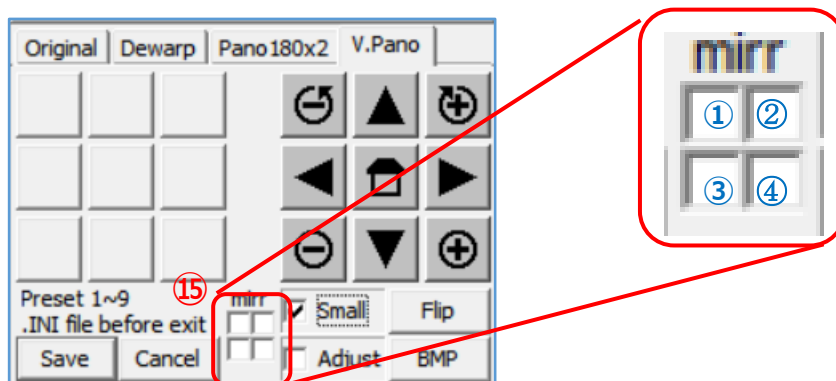 Original Dewarp Pano180x2 V.Pano
mirr
① ②
③ ④
⑮
Preset 1~9
.INI file before exit
mirr
Small Flip
Save Cancel
Adjust BMP